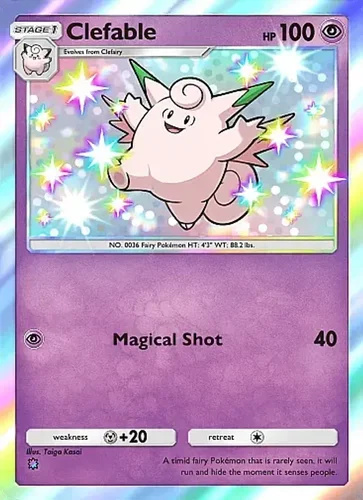 STAGE 1 Clefable HP 100
Evolves from Clefairy
NO. 0036 Fairy Pokémon HT: 4'3" WT: 88.2 lbs.
Magical Shot 40
weakness +20 retreat
Illus. Taiga Kasai
A timid fairy Pokémon that is rarely seen, it will
run and hide the moment it senses people.